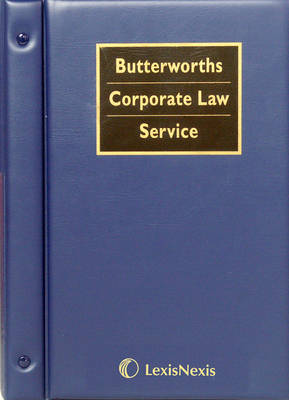 Butterworths
Corporate Law
Service
LexisNexis